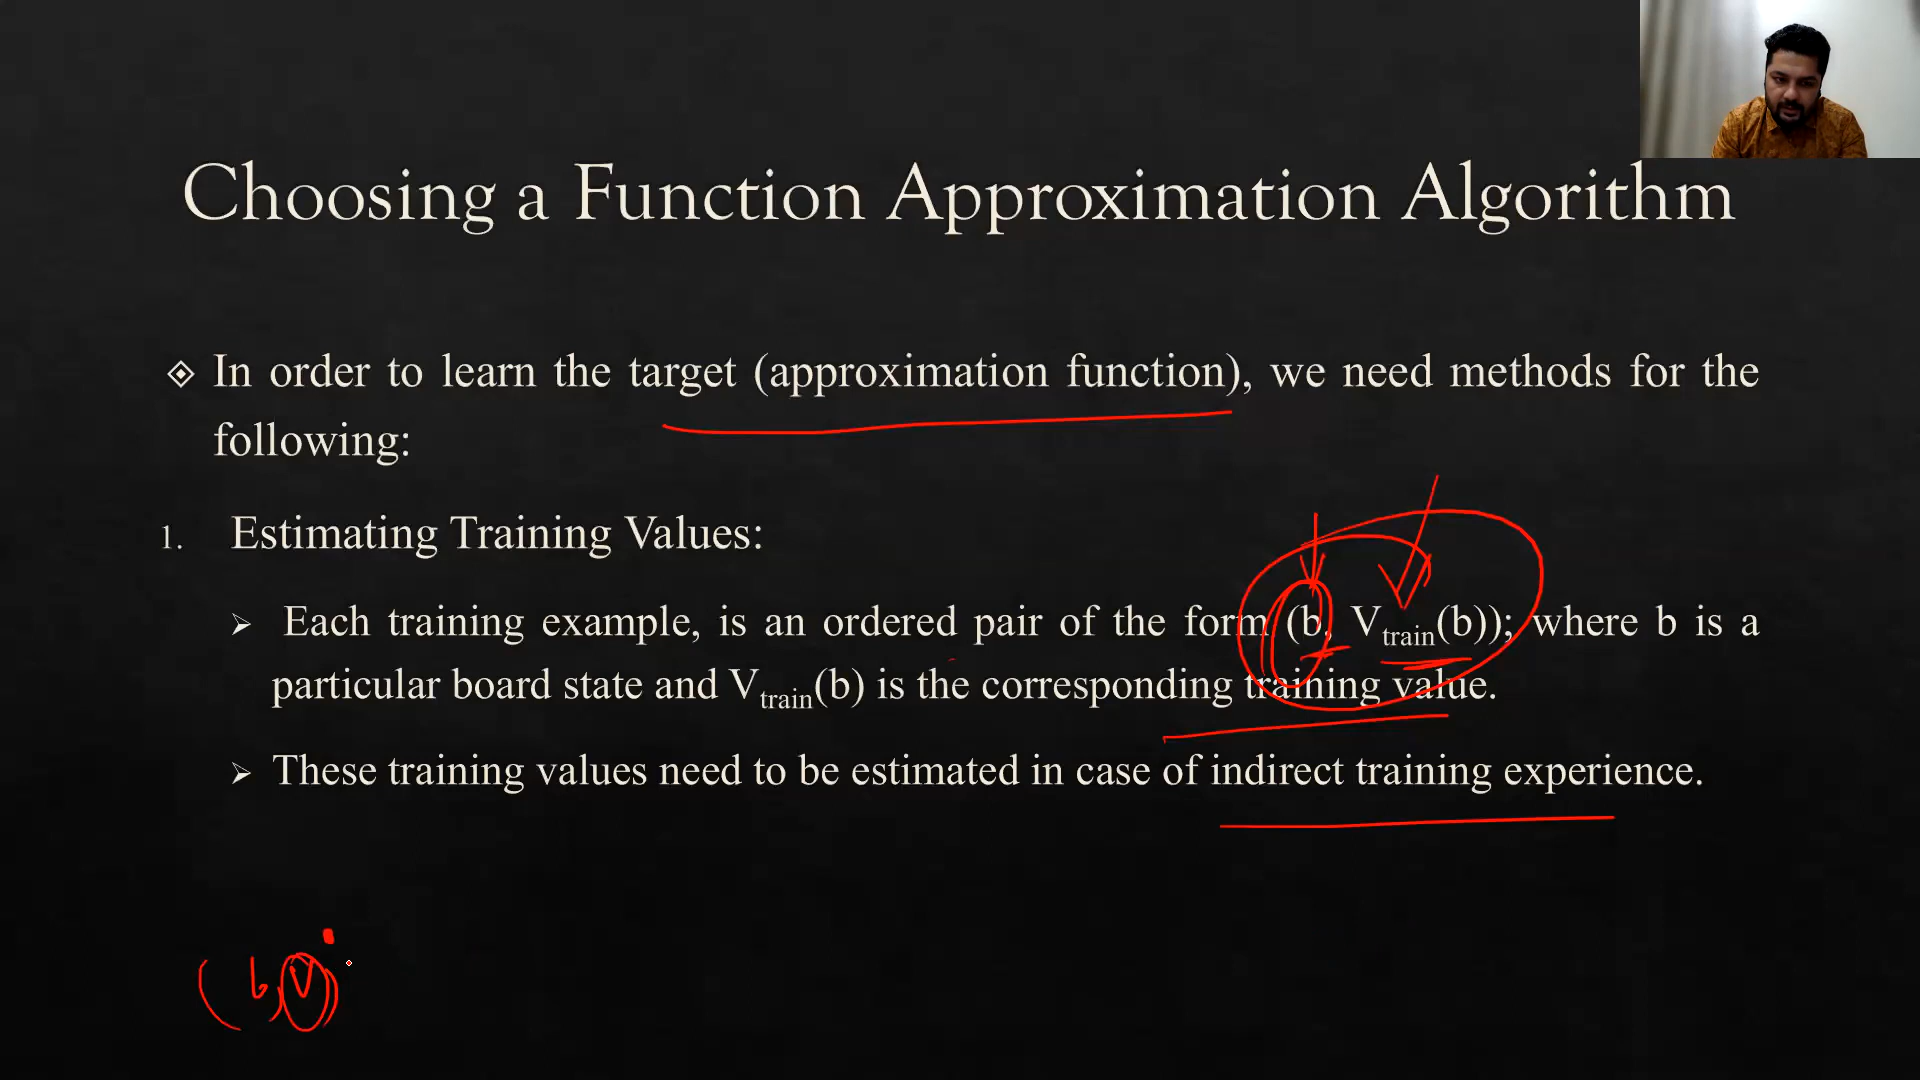 Choosing a Function Approximation Algorithm
In order to learn the target (approximation function), we need methods for the
following:
1. Estimating Training Values:
Each training example, is an ordered pair of the form (b, Vtrain(b)); where b is a
particular board state and Vtrain(b) is the corresponding training value.
These training values need to be estimated in case of indirect training experience.
(b,V)